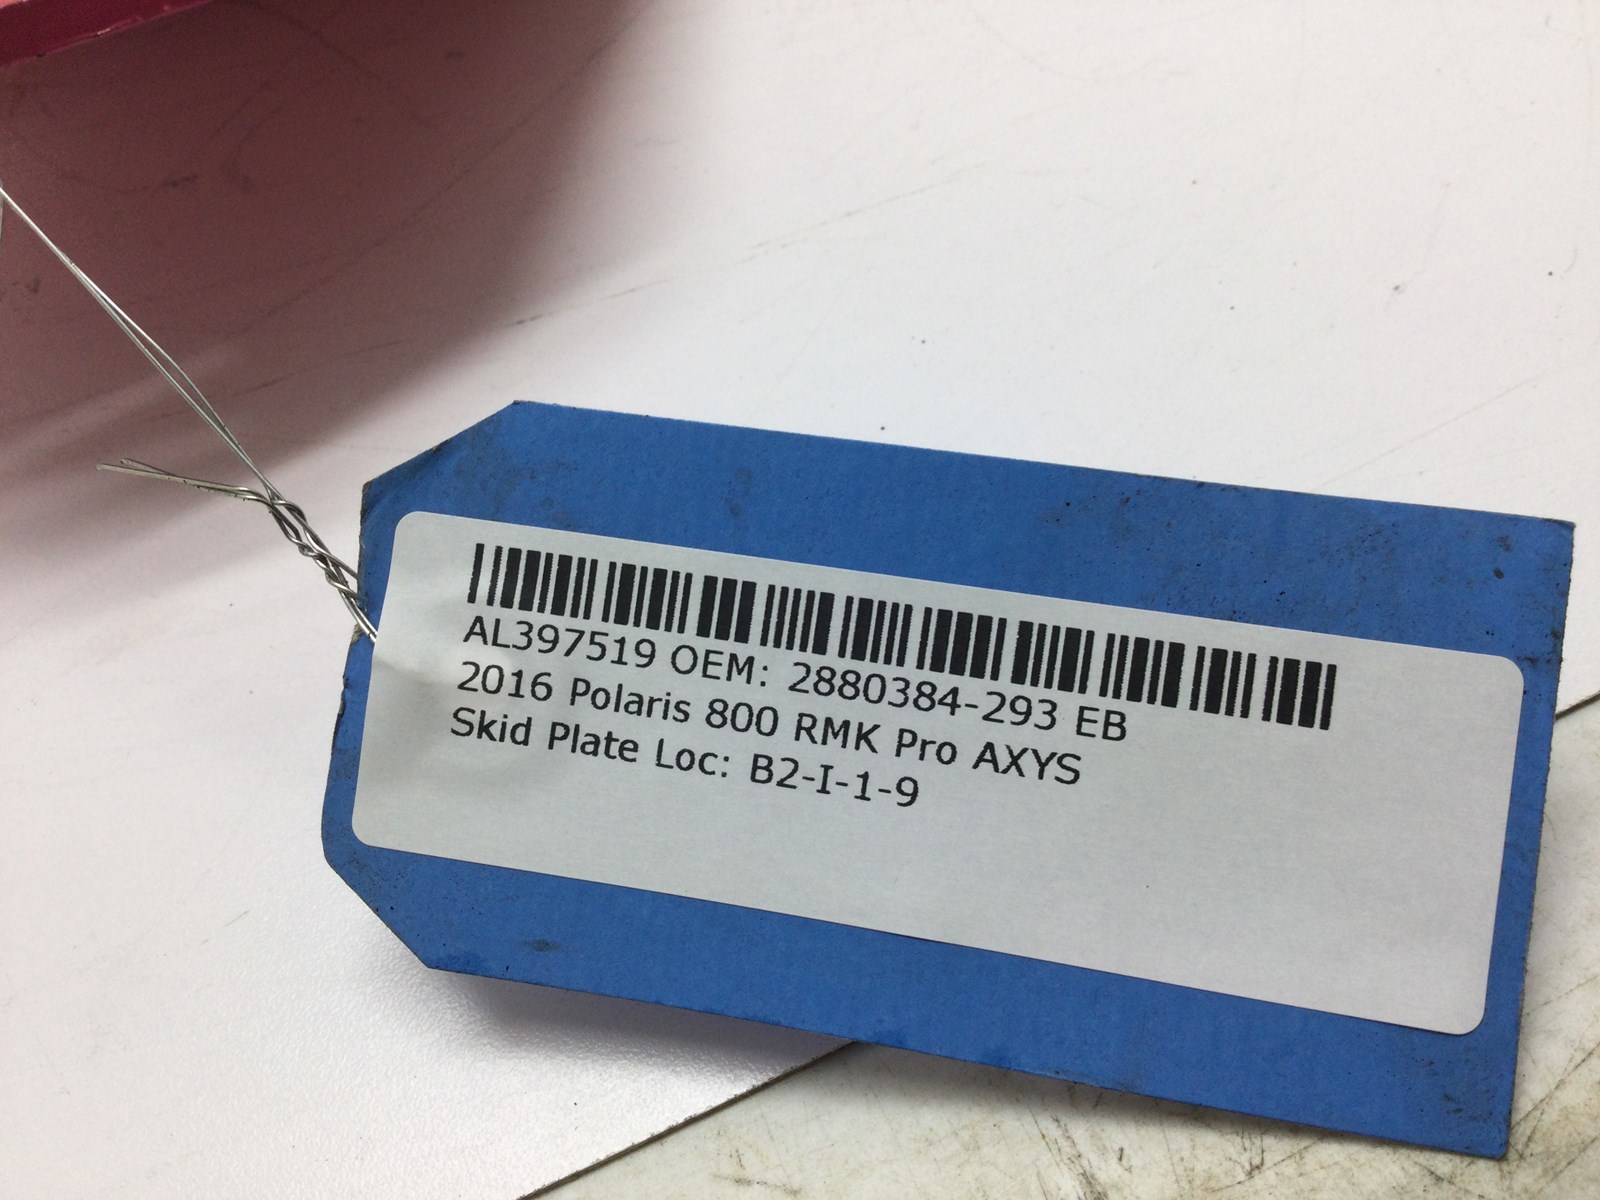 AL397519 OEM: 2880384-293 EB
2016 Polaris 800 RMK Pro AXYS
Skid Plate Loc: B2-I-1-9